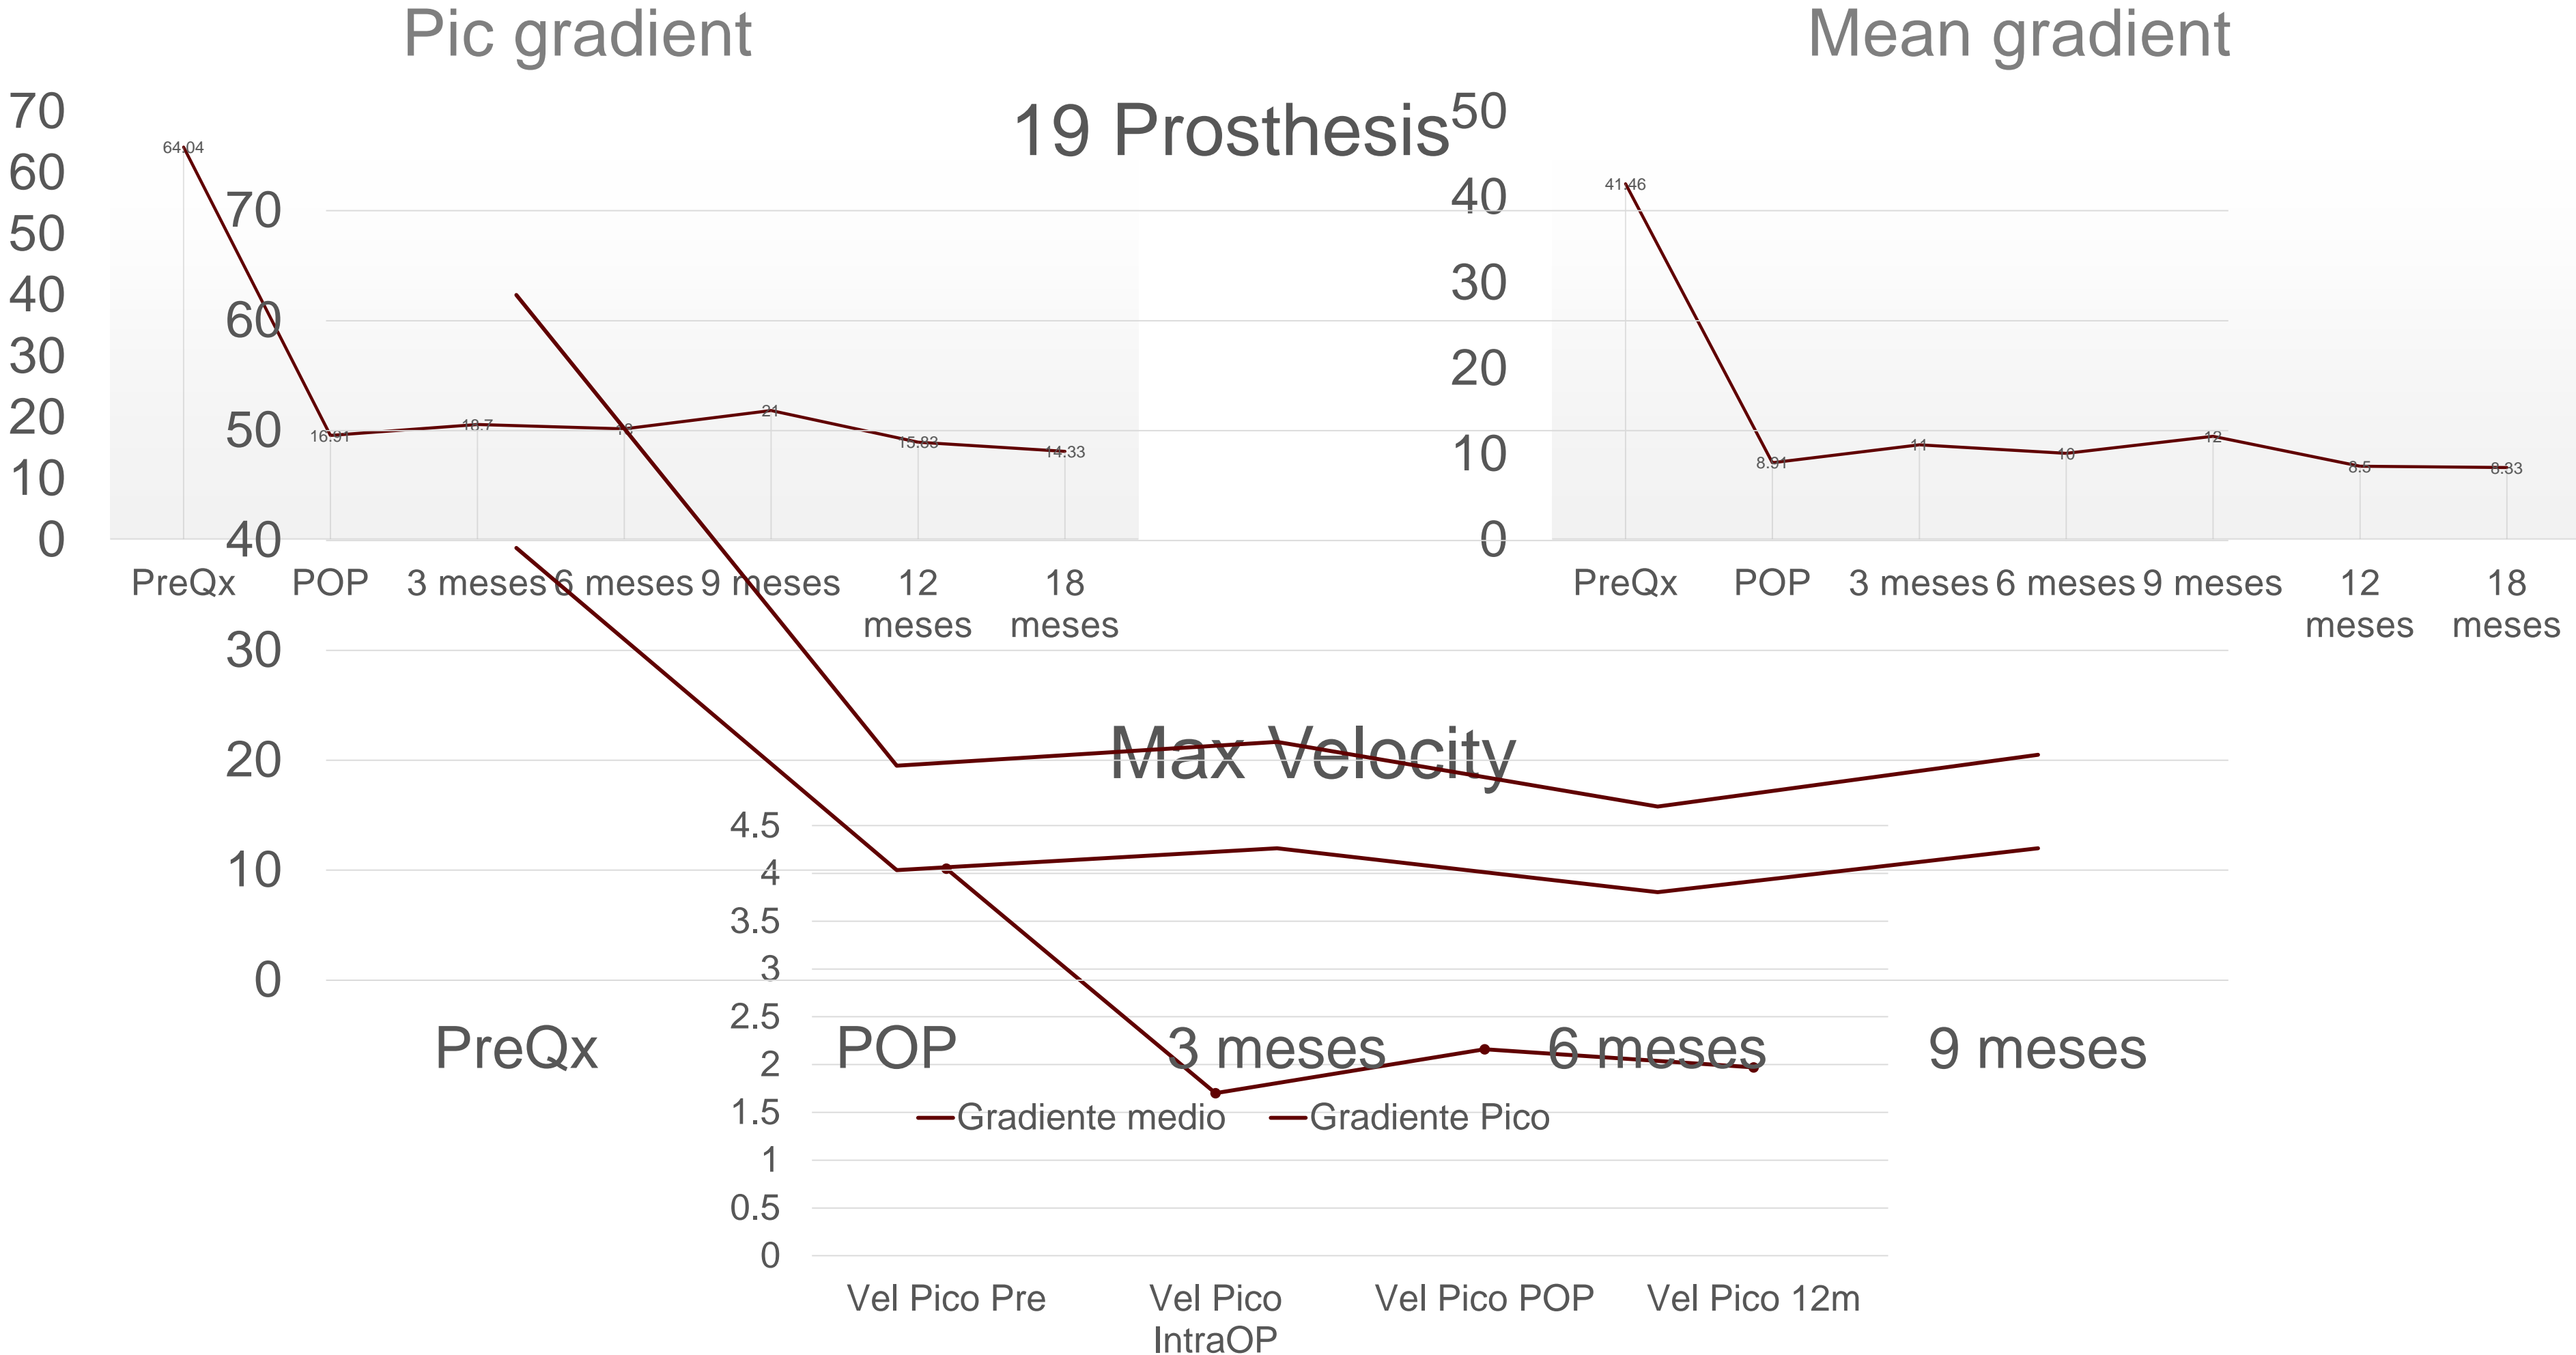 Pic gradient
70
60
50
40
30
20
10
0
64.04
16.91
18.7
18
21
15.83
14.33
PreQx
POP
3 meses
6 meses
9 meses
12
meses
18
meses
Mean gradient
50
40
30
20
10
0
41.46
8.91
11
10
12
8.5
8.33
PreQx
POP
3 meses
6 meses
9 meses
12
meses
18
meses
19 Prosthesis
70
60
50
40
30
20
10
0
PreQx
POP
3 meses
6 meses
9 meses
Gradiente medio
Gradiente Pico
Max Velocity
4.5
4
3.5
3
2.5
2
1.5
1
0.5
0
Vel Pico Pre
Vel Pico
IntraOP
Vel Pico POP
Vel Pico 12m